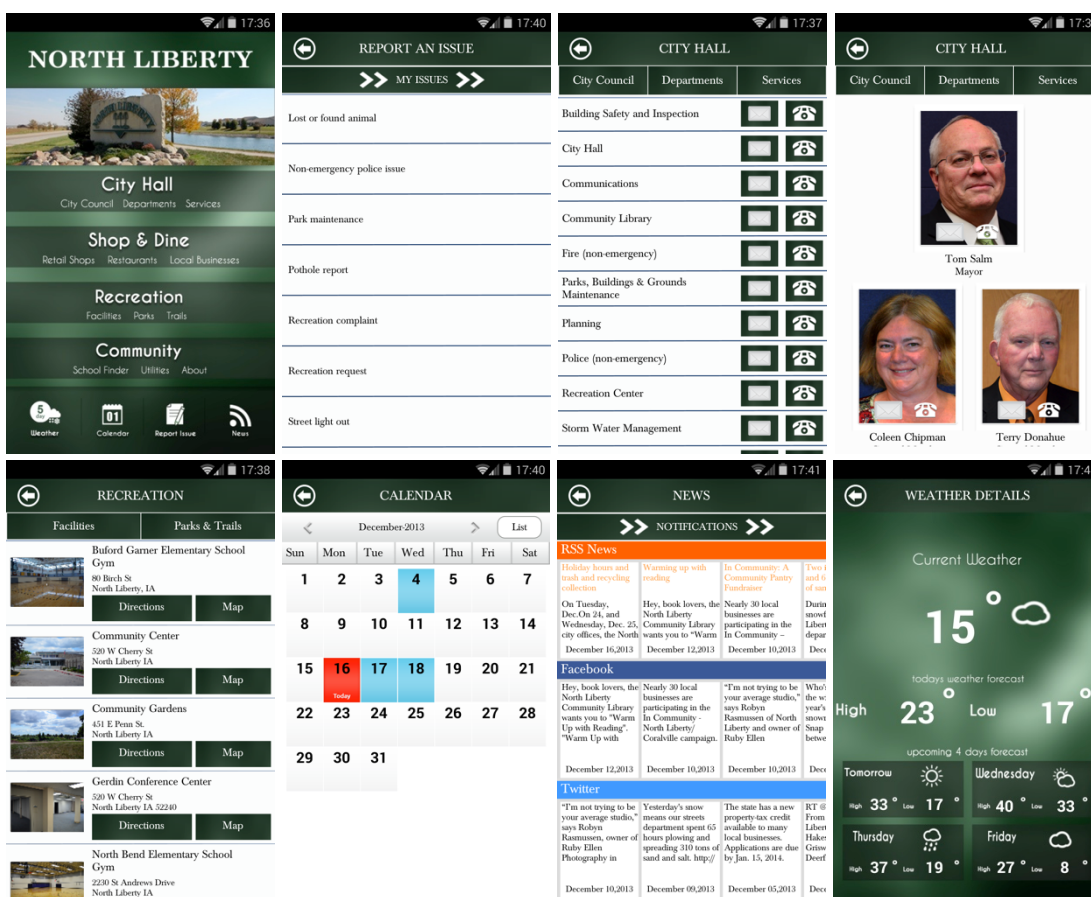 17:36
NORTH LIBERTY
City Hall
City Council Departments Services
Shop & Dine
Retail Shops Restaurants Local Businesses
Recreation
Facilities Parks Trails
Community
School Finder Utilities About
5
day
01
Weather Calendar Report Issue News
17:40
REPORT AN ISSUE
MY ISSUES
Lost or found animal
Non-emergency police issue
Park maintenance
Pothole report
Recreation complaint
Recreation request
Street light out
17:37
CITY HALL
City Council Departments Services
Building Safety and Inspection
City Hall
Communications
Community Library
Fire (non-emergency)
Parks, Buildings & Grounds
Maintenance
Planning
Police (non-emergency)
Recreation Center
Storm Water Management
17:3
CITY HALL
City Council Departments Services
Tom Salm
Mayor
Coleen Chipman Terry Donahue
17:38
RECREATION
Facilities Parks & Trails
Buford Garner Elementary School
Gym
80 Birch St
North Liberty, IA
Directions Map
Community Center
520 W Cherry St
North Liberty IA
Directions Map
Community Gardens
451 E Penn St.
North Liberty IA
Directions Map
Gerdin Conference Center
520 W Cherry St
North Liberty IA 52240
Directions Map
North Bend Elementary School
Gym
2230 St Andrews Drive
North Liberty IA
17:40
CALENDAR
December-2013 List
Sun Mon Tue Wed Thu Fri Sat
1 2 3 4 5 6 7
8 9 10 11 12 13 14
15 16 17 18 19 20 21
Today
22 23 24 25 26 27 28
29 30 31
17:41
NEWS
NOTIFICATIONS
RSS News
Holiday hours and
trash and recycling
collection
On Tuesday,
Dec.On 24, and
Wednesday, Dec. 25,
city offices, the North
December 16,2013
Warming up with
reading
Hey, book lovers, the
North Liberty
Community Library
wants you to “Warm
December 12,2013
In Community: A
Community Pantry
Fundraiser
Nearly 30 local
businesses are
participating in the
In Community –
December 10,2013
Facebook
Hey, book lovers, the
North Liberty
Community Library
wants you to "Warm
Up with Reading".
"Warm Up with
December 12,2013
Nearly 30 local
businesses are
participating in the
In Community -
North Liberty/
Coralville campaign.
December 10,2013
“I'm not trying to be
your average studio,”
says Robyn
Rasmussen of North
Liberty and owner of
Ruby Ellen
December 10,2013
Twitter
“I'm not trying to be
your average studio,”
says Robyn
Rasmussen, owner of
Ruby Ellen
Photography in
December 10,2013
Yesterday's snow
means our streets
department spent 65
hours plowing and
spreading 310 tons of
sand and salt. http://
December 09,2013
The state has a new
property-tax credit
available to many
local businesses.
Applications are due
by Jan. 15, 2014.
December 05,2013
17:4
WEATHER DETAILS
Current Weather
15°
todays weather forecast
High 23° Low 17°
upcoming 4 days forecast
Tomorrow
High 33° Low 17°
Wednesday
High 40° Low 33°
Thursday
High 37° Low 19°
Friday
High 27° Low 8°